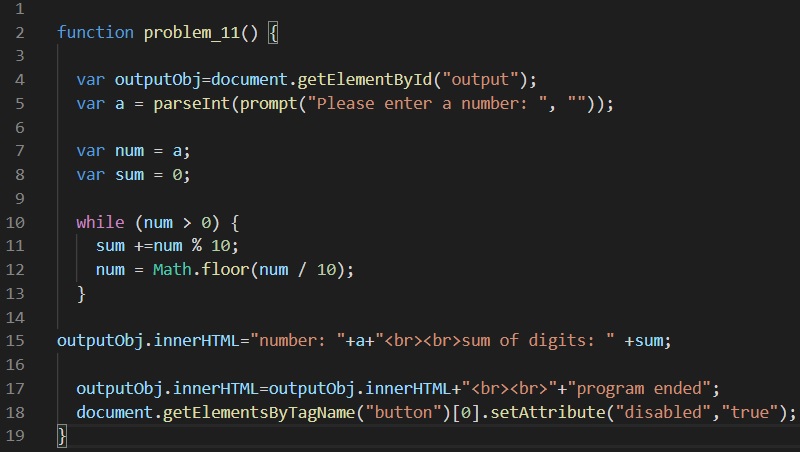 1
2 function problem_11() {
3
4 var outputObj=document.getElementById("output");
5 var a = parseInt(prompt("Please enter a number: ", ""));
6
7 var num = a;
8 var sum = 0;
9
10 while (num > 0) {
11 sum +=num % 10;
12 num = Math.floor(num / 10);
13 }
14
15 outputObj.innerHTML="number: "+a+"<br><br>sum of digits: " +sum;
16
17 outputObj.innerHTML=outputObj.innerHTML+"<br><br>"+"program ended";
18 document.getElementsByTagName("button")[0].setAttribute("disabled","true");
19 }